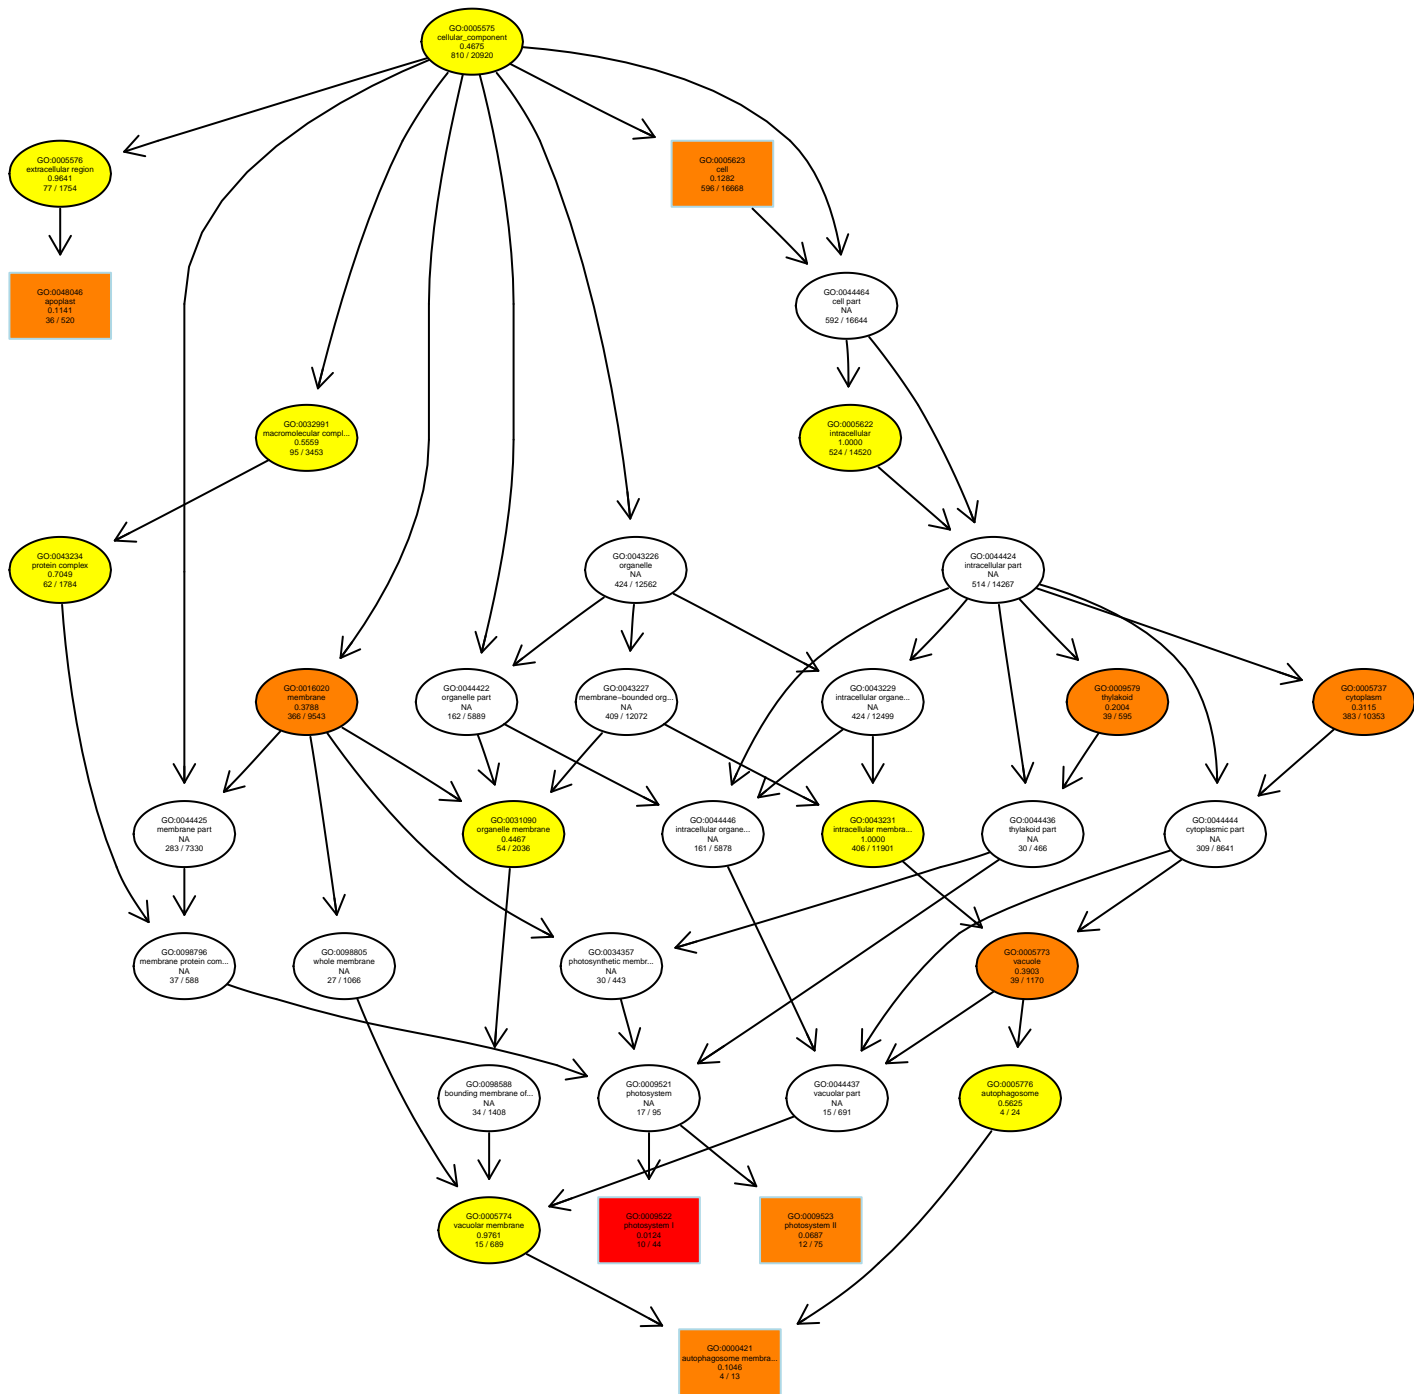 GO:0005575
cellular_component
0.4675
810 / 20920
GO:0005576
extracellular region
0.9641
77 / 1754
GO:0005623
cell
0.1282
596 / 16668
GO:0048046
apoplast
0.1141
36 / 520
GO:0044464
cell part
NA
592 / 16644
GO:0032991
macromolecular compl...
0.5559
95 / 3453
GO:0005622
intracellular
1.0000
524 / 14520
GO:0043234
protein complex
0.7049
62 / 1784
GO:0043226
organelle
NA
424 / 12562
GO:0044424
intracellular part
NA
514 / 14267
GO:0016020
membrane
0.3788
366 / 9543
GO:0044422
organelle part
NA
162 / 5889
GO:0043227
membrane−bounded org...
NA
409 / 12072
GO:0043229
intracellular organe...
NA
424 / 12499
GO:0009579
thylakoid
0.2004
39 / 595
GO:0005737
cytoplasm
0.3115
383 / 10353
GO:0044425
membrane part
NA
283 / 7330
GO:0031090
organelle membrane
0.4467
54 / 2036
GO:0044446
intracellular organe...
NA
161 / 5878
GO:0043231
intracellular membra...
1.0000
406 / 11901
GO:0044436
thylakoid part
NA
30 / 466
GO:0044444
cytoplasmic part
NA
309 / 8641
GO:0098796
membrane protein com...
NA
37 / 588
GO:0098805
whole membrane
NA
27 / 1066
GO:0034357
photosynthetic membr...
NA
30 / 443
GO:0005773
vacuole
0.3903
39 / 1170
GO:0098588
bounding membrane of...
NA
34 / 1408
GO:0009521
photosystem
NA
17 / 95
GO:0044437
vacuolar part
NA
15 / 691
GO:0005776
autophagosome
0.5625
4 / 24
GO:0005774
vacuolar membrane
0.9761
15 / 689
GO:0009522
photosystem I
0.0124
10 / 44
GO:0009523
photosystem II
0.0687
12 / 75
GO:0000421
autophagosome membra...
0.1046
4 / 13